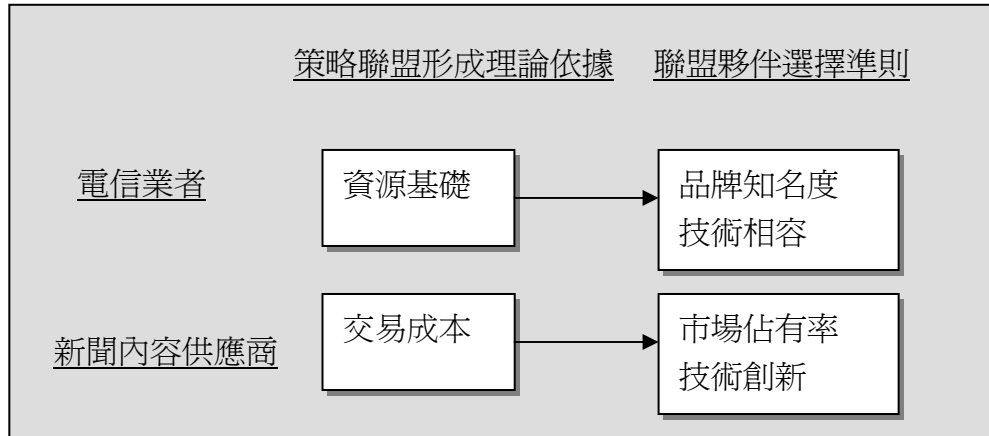 策略聯盟形成理論依據
聯盟夥伴選擇準則
電信業者
資源基礎
品牌知名度
技術相容
新聞內容供應商
交易成本
市場佔有率
技術創新